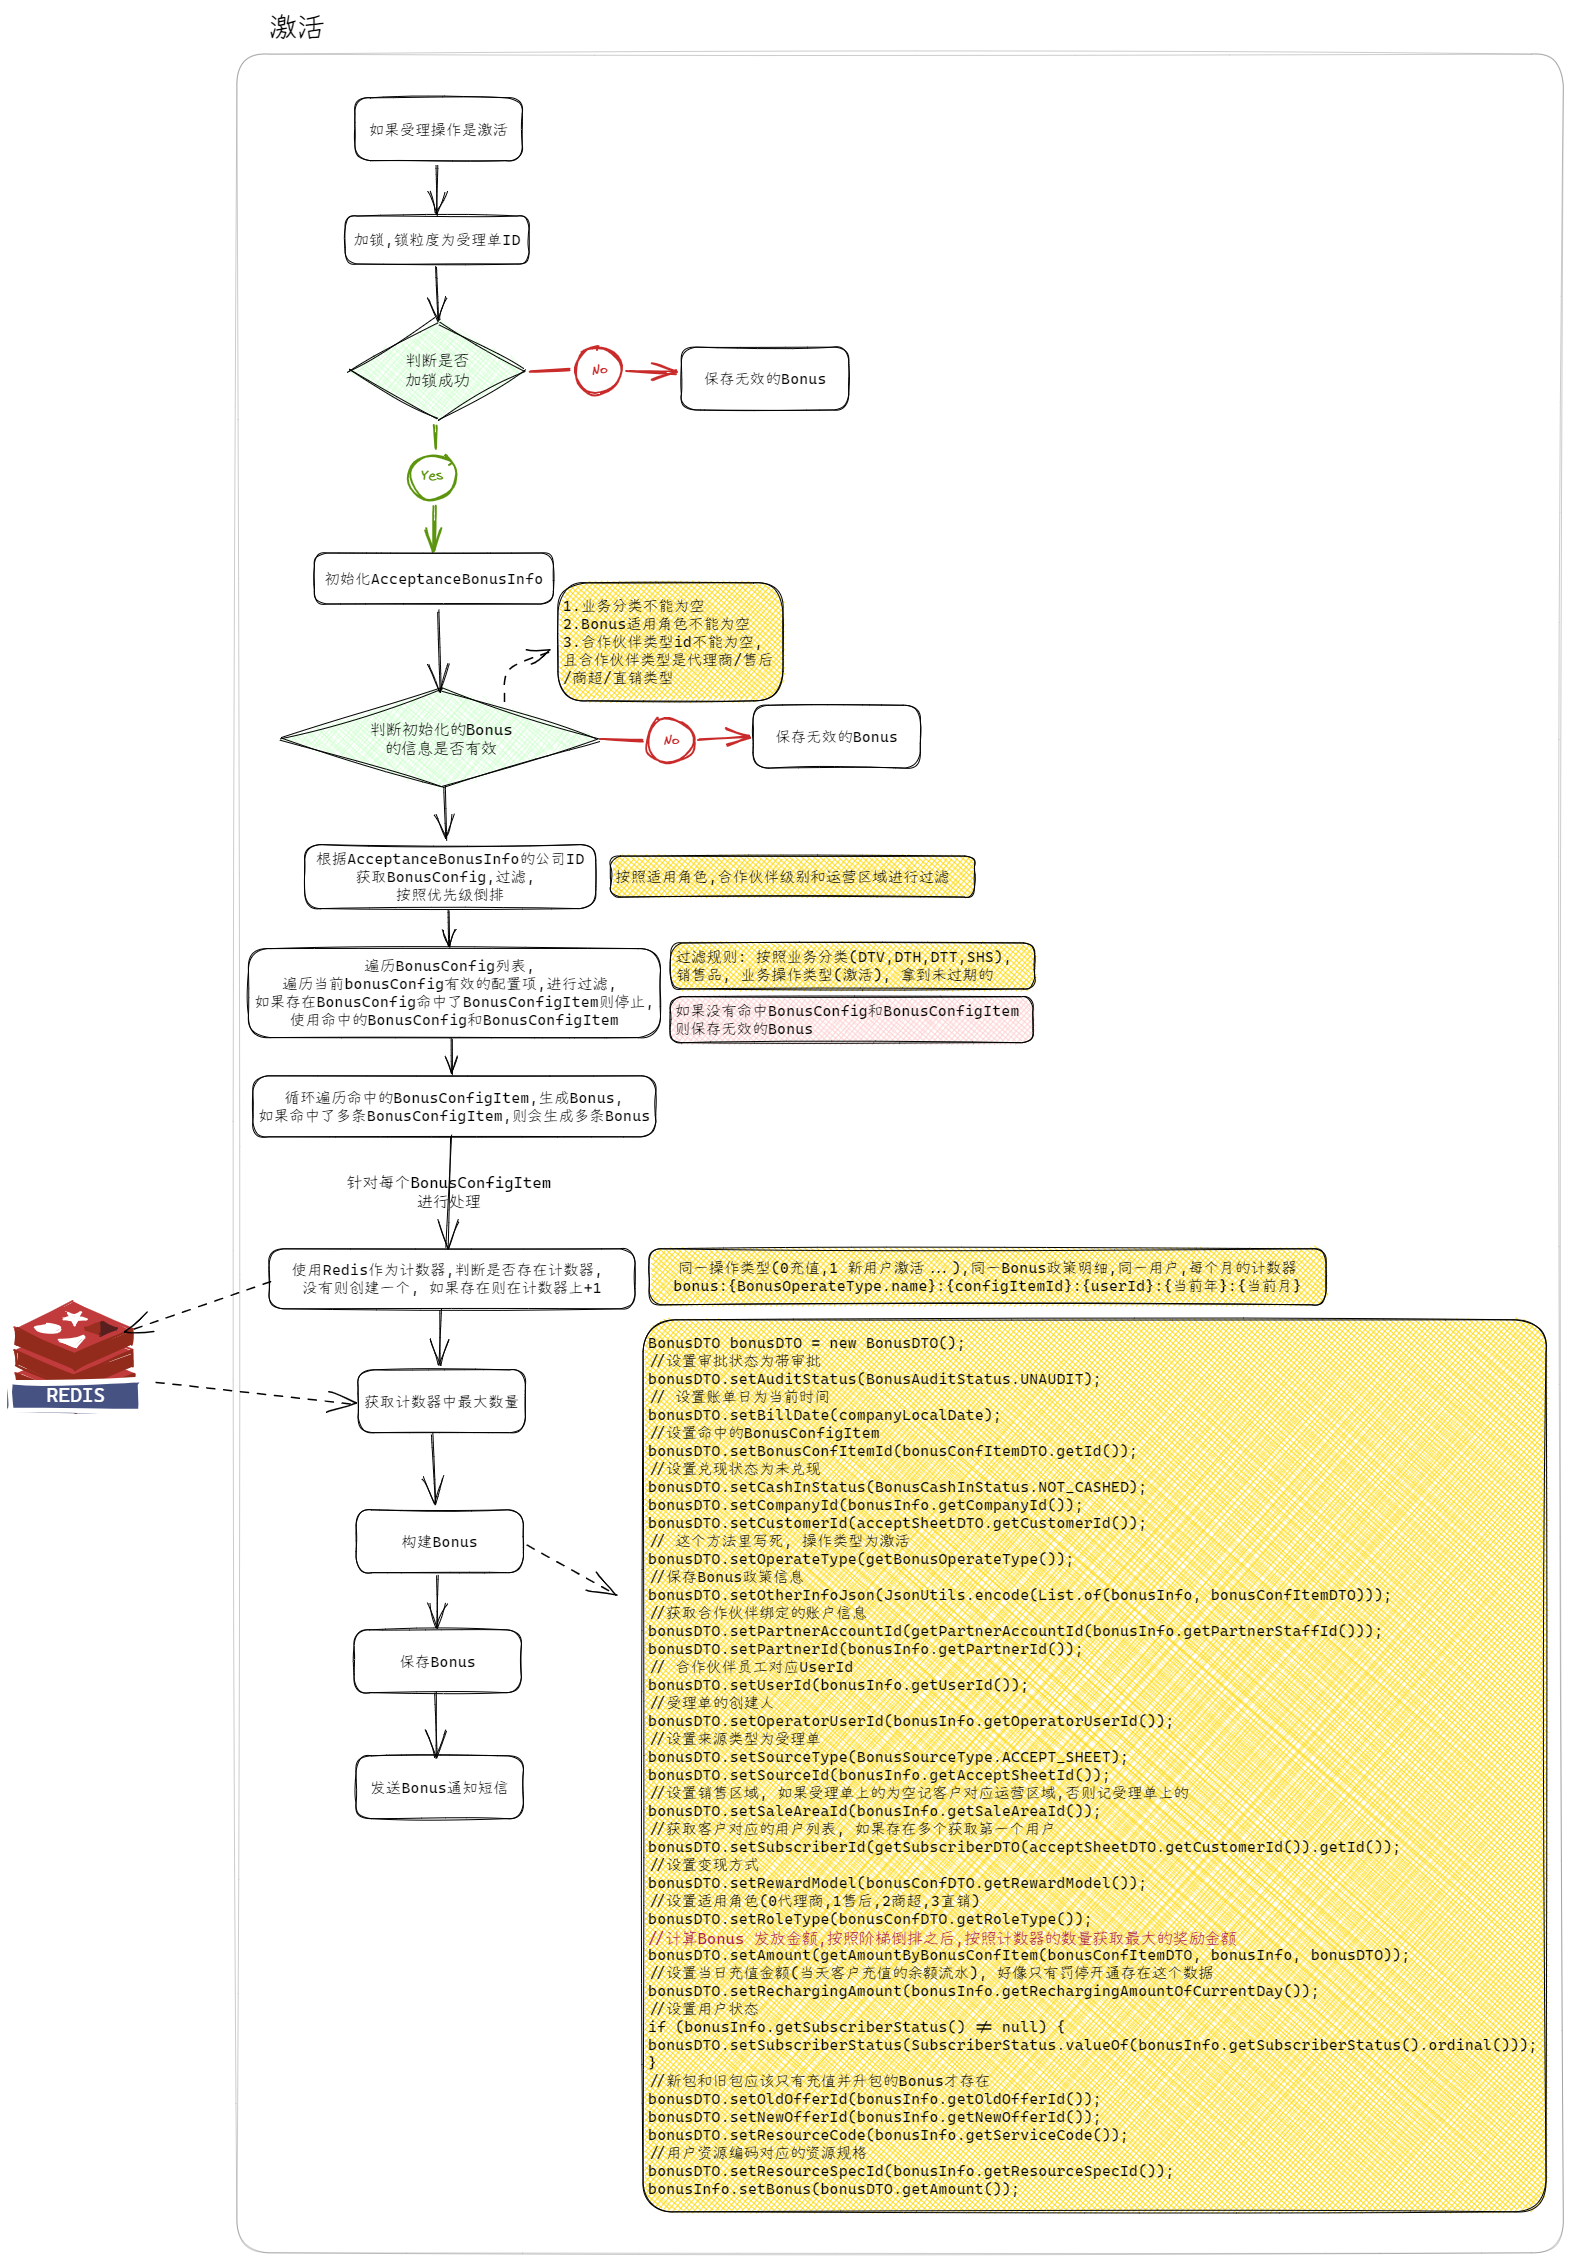 激活
如果受理操作是激活
加锁,锁粒度为受理单ID
判断是否
加锁成功
No
保存无效的Bonus
Yes
初始化AcceptanceBonusInfo
1.业务分类不能为空
2.Bonus适用角色不能为空
3.合作伙伴类型id不能为空,
且合作伙伴类型是代理商/售后
/商超/直销类型
判断初始化的Bonus
的信息是否有效
No
保存无效的Bonus
根据AcceptanceBonusInfo的公司ID
获取BonusConfig,过滤,
按照优先级倒排
按照适用角色,合作伙伴级别和运营区域进行过滤
遍历BonusConfig列表,
遍历当前bonusConfig有效的配置项,进行过滤,
如果存在BonusConfig命中了BonusConfigItem则停止,
使用命中的BonusConfig和BonusConfigItem
过滤规则: 按照业务分类(DTV,DTH,DTT,SHS),
销售品, 业务操作类型(激活), 拿到未过期的
如果没有命中BonusConfig和BonusConfigItem
则保存无效的Bonus
循环遍历命中的BonusConfigItem,生成Bonus,
如果命中了多条BonusConfigItem,则会生成多条Bonus
针对每个BonusConfigItem
进行处理
使用Redis作为计数器,判断是否存在计数器,
没有则创建一个, 如果存在则在计数器上+1
同一操作类型(0充值,1 新用户激活...),同一Bonus政策明细,同一用户,每个月的计数器
bonus:{BonusOperateType.name}:{configItemId}:{userId}:{当前年}:{当前月}
REDIS
获取计数器中最大数量
构建Bonus
保存Bonus
发送Bonus通知短信
BonusDTO bonusDTO = new BonusDTO();
//设置审批状态为带审批
bonusDTO.setAuditStatus(BonusAuditStatus.UNAUDIT);
// 设置账单日为当前时间
bonusDTO.setBillDate(companyLocalDate);
//设置命中的BonusConfigItem
bonusDTO.setBonusConfItemId(bonusConfItemDTO.getId());
//设置兑现状态为未兑现
bonusDTO.setCashInStatus(BonusCashInStatus.NOT_CASHED);
bonusDTO.setCompanyId(bonusInfo.getCompanyId());
bonusDTO.setCustomerId(acceptSheetDTO.getCustomerId());
// 这个方法里写死, 操作类型为激活
bonusDTO.setOperateType(getBonusOperateType());
//保存Bonus政策信息
bonusDTO.setOtherInfoJson(JsonUtils.encode(List.of(bonusInfo, bonusConfItemDTO)));
//获取合作伙伴绑定的账户信息
bonusDTO.setPartnerAccountId(getPartnerAccountId(bonusInfo.getPartnerStaffId()));
bonusDTO.setPartnerId(bonusInfo.getPartnerId());
// 合作伙伴员工对应UserId
bonusDTO.setUserId(bonusInfo.getUserId());
//受理单的创建人
bonusDTO.setOperatorUserId(bonusInfo.getOperatorUserId());
//设置来源类型为受理单
bonusDTO.setSourceType(BonusSourceType.ACCEPT_SHEET);
bonusDTO.setSourceId(bonusInfo.getAcceptSheetId());
//设置销售区域, 如果受理单上的为空记客户对应运营区域,否则记受理单上的
bonusDTO.setSaleAreaId(bonusInfo.getSaleAreaId());
//获取客户对应的用户列表, 如果存在多个获取第一个用户
bonusDTO.setSubscriberId(getSubscriberDTO(acceptSheetDTO.getCustomerId()).getId());
//设置变现方式
bonusDTO.setRewardModel(bonusConfDTO.getRewardModel());
//设置适用角色(0代理商,1售后,2商超,3直销)
bonusDTO.setRoleType(bonusConfDTO.getRoleType());
//计算Bonus 发放金额,按照阶梯倒排之后,按照计数器的数量获取最大的奖励金额
bonusDTO.setAmount(getAmountByBonusConfItem(bonusConfItemDTO, bonusInfo, bonusDTO));
//设置当日充值金额(当天客户充值的余额流水), 好像只有罚停开通存在这个数据
bonusDTO.setRechargingAmount(bonusInfo.getRechargingAmountOfCurrentDay());
//设置用户状态
if (bonusInfo.getSubscriberStatus() != null) {
bonusDTO.setSubscriberStatus(SubscriberStatus.valueOf(bonusInfo.getSubscriberStatus().ordinal()));
}
//新包和旧包应该只有充值并升包的Bonus才存在
bonusDTO.setOldOfferId(bonusInfo.getOldOfferId());
bonusDTO.setNewOfferId(bonusInfo.getNewOfferId());
bonusDTO.setResourceCode(bonusInfo.getServiceCode());
//用户资源编码对应的资源规格
bonusDTO.setResourceSpecId(bonusInfo.getResourceSpecId());
bonusInfo.setBonus(bonusDTO.getAmount());